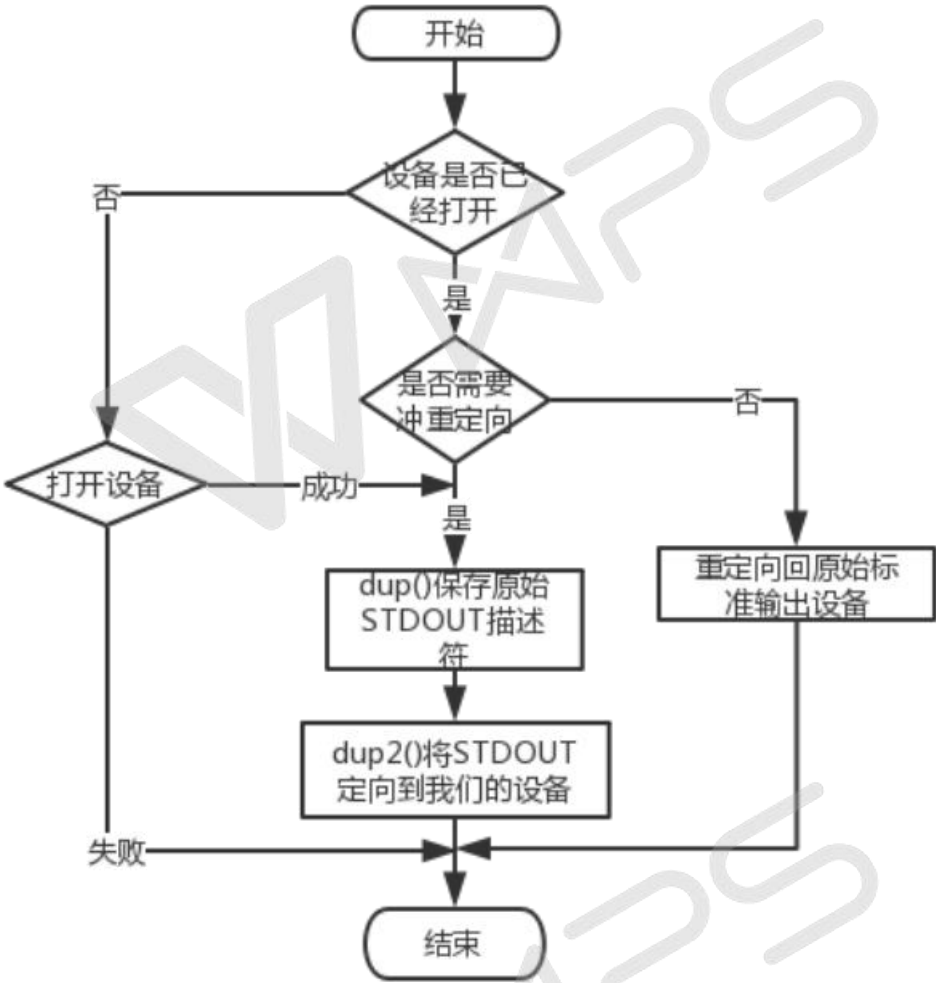 开始
设备是否已
经打开
否
是
是否需要
冲重定向
否
打开设备
成功
是
dup()保存原始
STDOUT描述
符
重定向回原始标
准输出设备
dup2()将STDOUT
定向到我们的设备
失败
结束
WPS
WPS